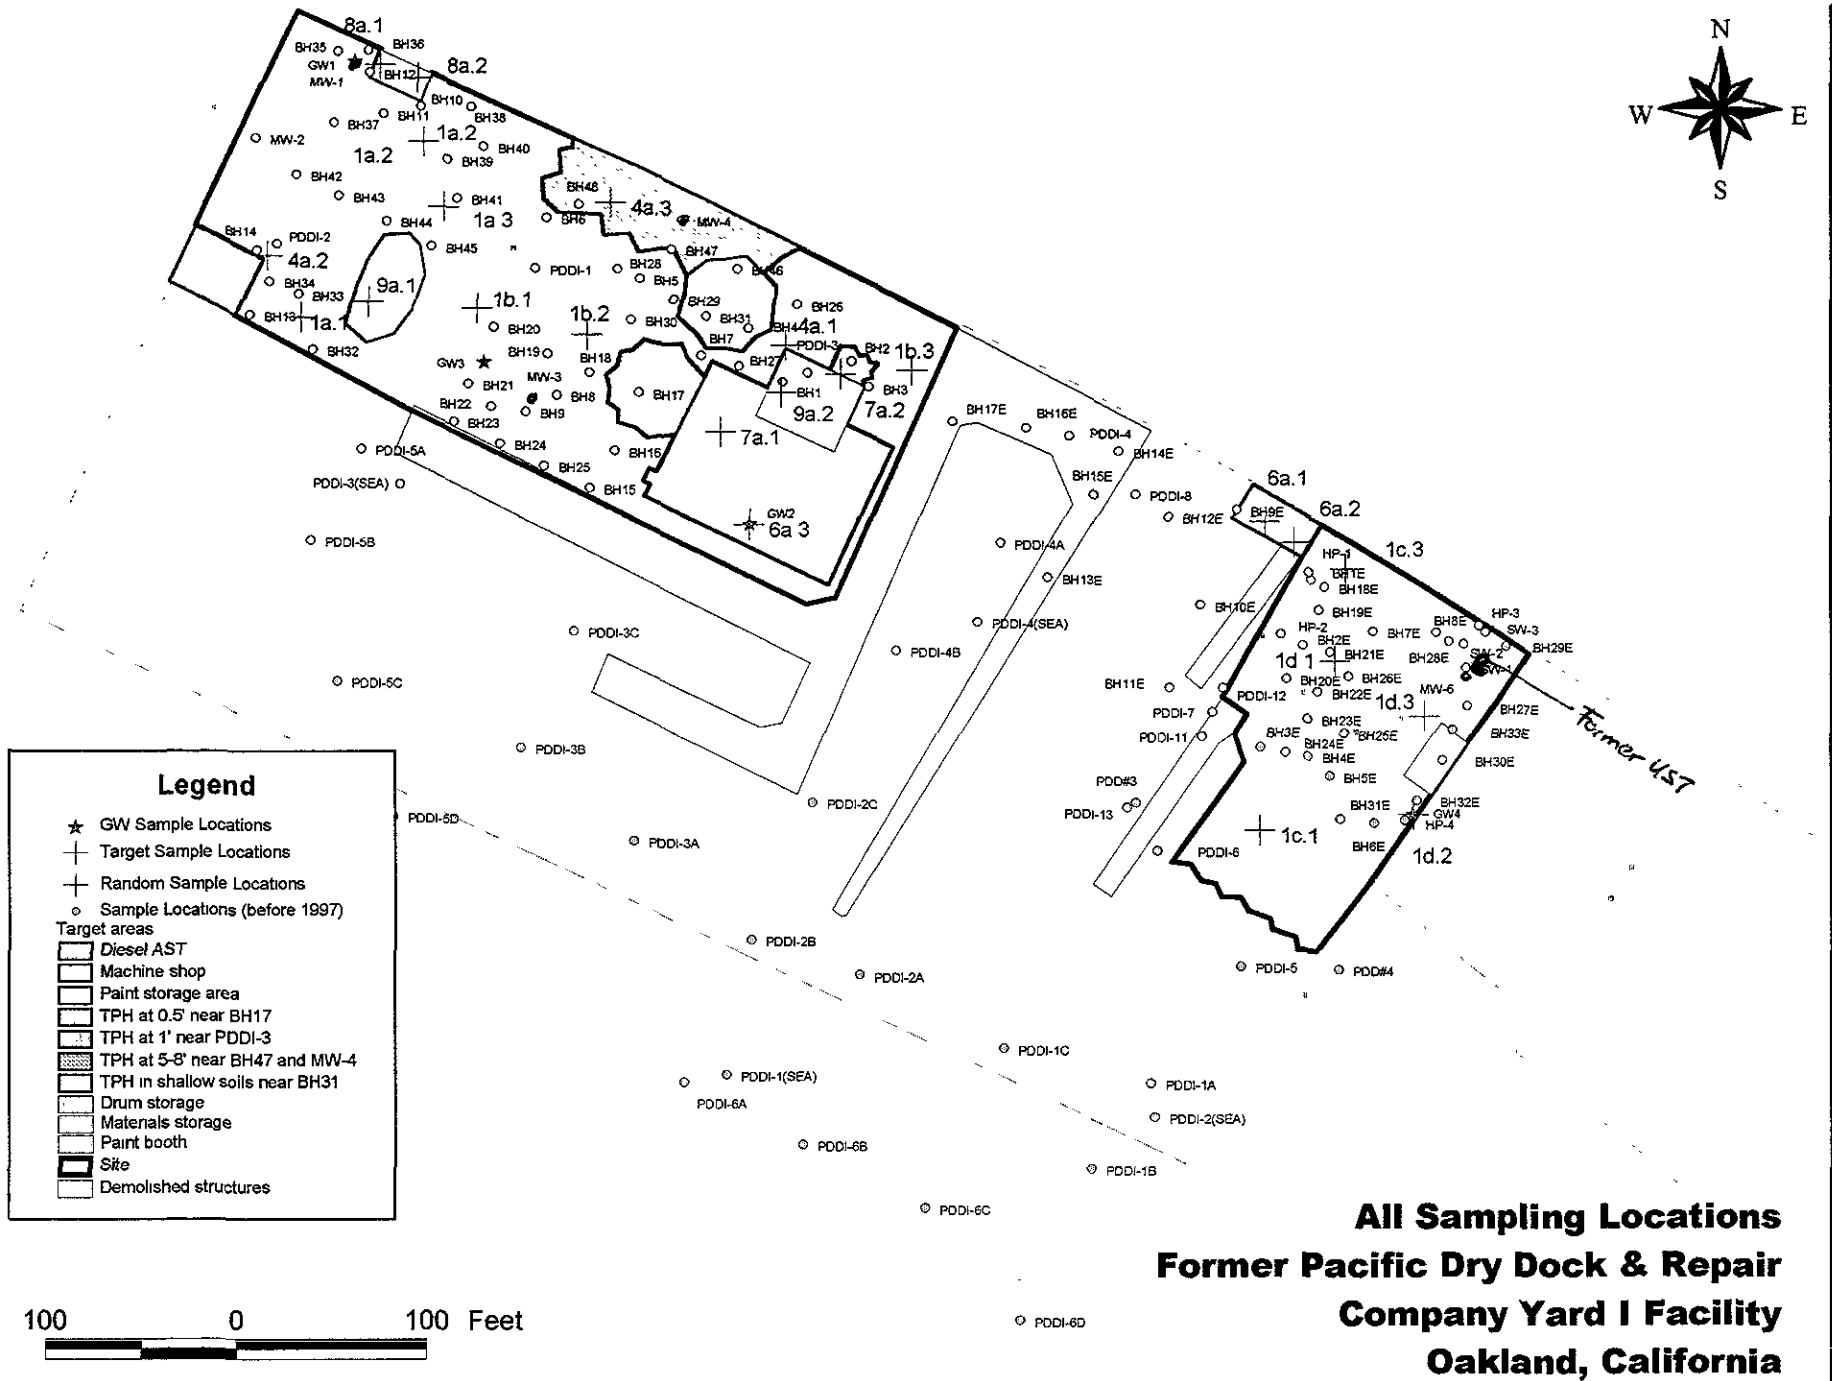 N
W E
S
8a.1
BH35 BH36
GW1
BH12
MW-1
8a.2
BH10
BH11 BH38
BH37
MW-2
1a.2
1a.2
BH40
BH39
BH42
BH43
BH41
BH44
1a 3
BH48
4a.3
MW-4
BH6
BH45
BH47
BH14
PDDI-2
4a.2
BH34
BH33
9a.1
BH13
1a.1
BH32
PDDI-1
BH28
BH5
BH46
BH29
BH26
1b.1
1b.2
BH30
BH31
BH4
4a.1
BH20
BH7
PDDI-3
BH2
1b.3
BH19
BH18
BH27
GW3
MW-3
BH21
BH8
BH17
BH1
BH3
BH22
BH9
9a.2
7a.2
BH23
7a.1
BH24
BH16
BH25
BH15
GW2
6a 3
PDDI-5A
PDDI-3(SEA)
PDDI-5B
BH17E
BH16E
PDDI-4
BH14E
BH15E
PDDI-8
BH12E
PDDI-4A
BH13E
PDDI-4(SEA)
PDDI-4B
PDDI-3C
PDDI-5C
PDDI-3B
PDDI-2C
PDDI-5D
PDDI-3A
6a.1
BH9E
6a.2
HP-1
1c.3
BH1E
BH18E
BH10E
BH19E
HP-3
HP-2
BH7E
BH8E
SW-3
BH2E
BH29E
BH21E
BH28E
SW-2
1d 1
SW-1
BH11E
BH20E
BH26E
PDDI-12
BH22E
MW-6
PDDI-7
1d.3
BH27E
BH23E
PDDI-11
BH25E
BH33E
BH3E
BH24E
BH4E
BH30E
BH5E
PDD#3
PDDI-13
BH31E
BH32E
GW4
HP-4
1c.1
BH6E
PDDI-6
1d.2
Former UST
PDDI-5
PDD#4
PDDI-2B
PDDI-2A
PDDI-1C
PDDI-1(SEA)
PDDI-6A
PDDI-1A
PDDI-2(SEA)
PDDI-6B
PDDI-1B
PDDI-6C
PDDI-6D
Legend
GW Sample Locations
Target Sample Locations
Random Sample Locations
Sample Locations (before 1997)
Target areas
Diesel AST
Machine shop
Paint storage area
TPH at 0.5' near BH17
TPH at 1' near PDDI-3
TPH at 5-8' near BH47 and MW-4
TPH in shallow soils near BH31
Drum storage
Materials storage
Paint booth
Site
Demolished structures
100 0 100 Feet
All Sampling Locations
Former Pacific Dry Dock & Repair
Company Yard I Facility
Oakland, California